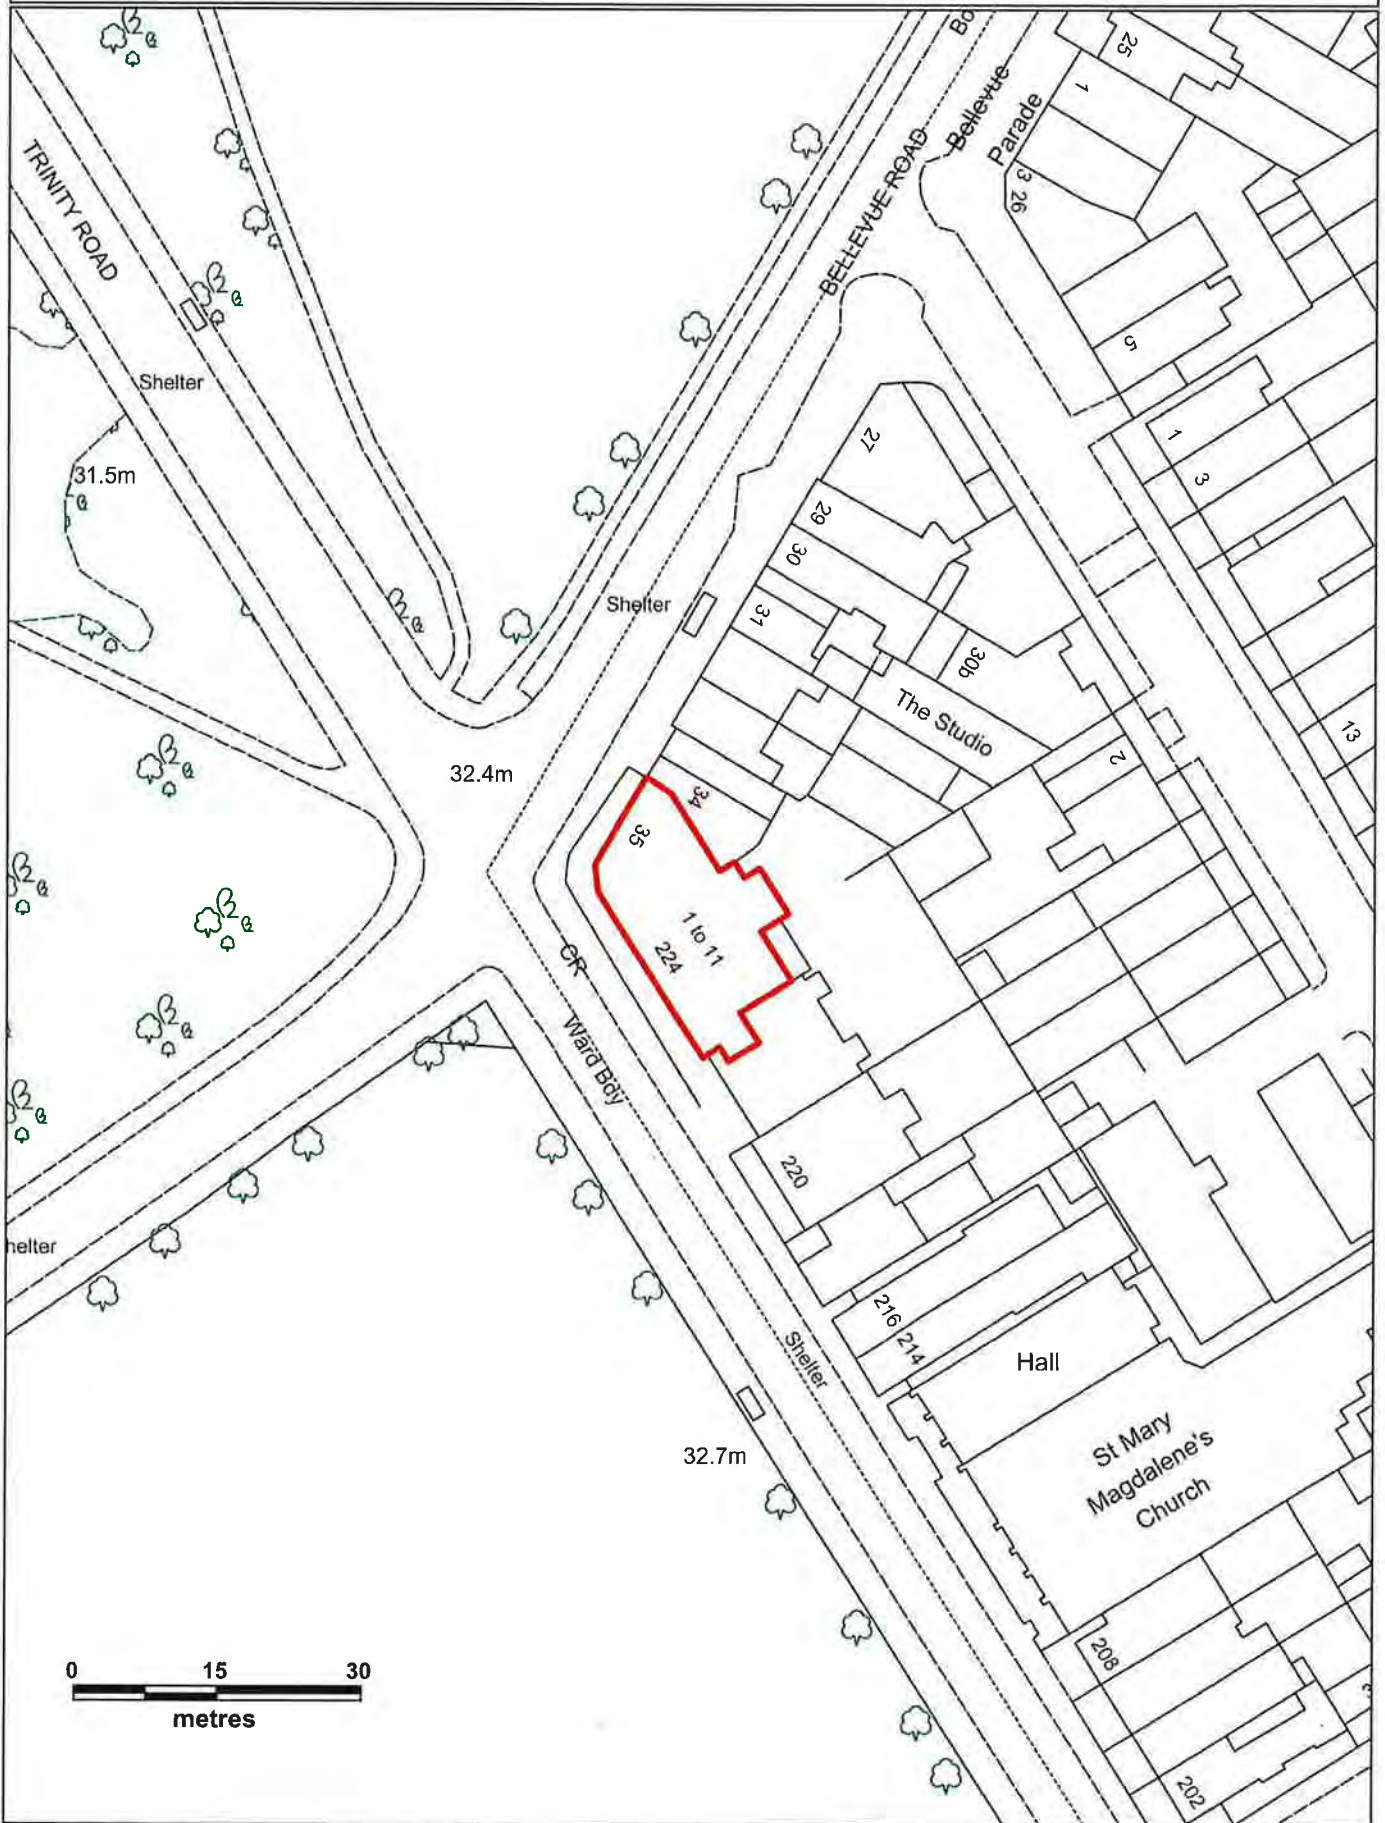 Bo
25
Bellevue
Parade
1
3
26
TRINITY ROAD
BELLEVUE ROAD
5
Shelter
27
1
3
31.5m
29
30
Shelter
31
30b
The Studio
13
2
32.4m
34
35
1 to 11
224
CR
Ward Bdy
220
helter
216
214
Shelter
Hall
St Mary
Magdalene's
Church
32.7m
208
0 15 30
metres
202